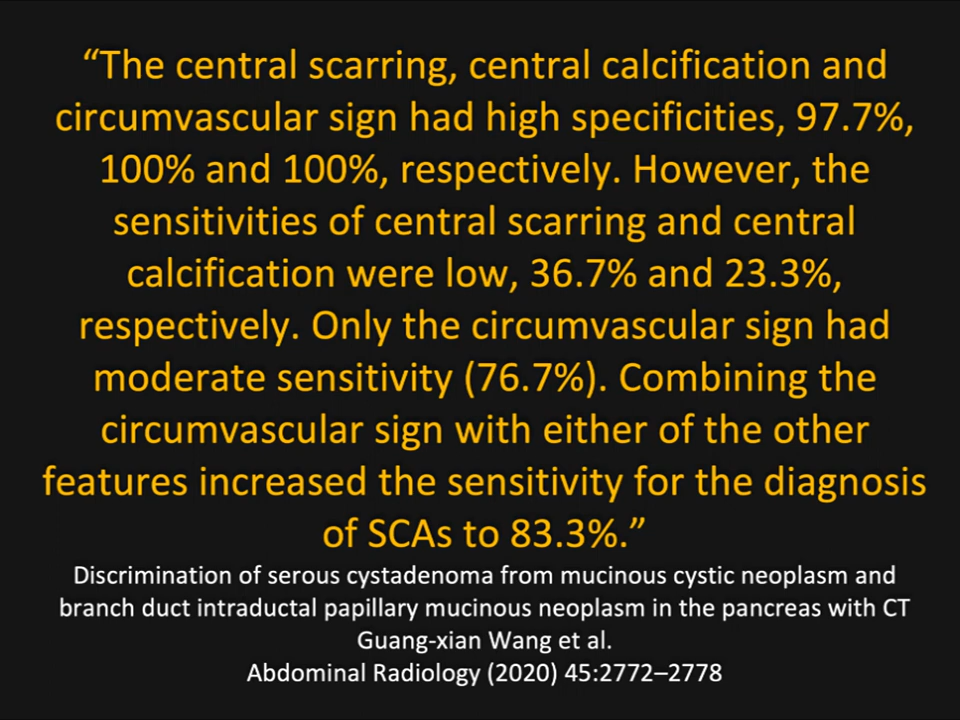 “The central scarring, central calcification and
circumvascular sign had high specificities, 97.7%,
100% and 100%, respectively. However, the
sensitivities of central scarring and central
calcification were low, 36.7% and 23.3%,
respectively. Only the circumvascular sign had
moderate sensitivity (76.7%). Combining the
circumvascular sign with either of the other
features increased the sensitivity for the diagnosis
of SCAs to 83.3%.”
Discrimination of serous cystadenoma from mucinous cystic neoplasm and
branch duct intraductal papillary mucinous neoplasm in the pancreas with CT
Guang-xian Wang et al.
Abdominal Radiology (2020) 45:2772–2778